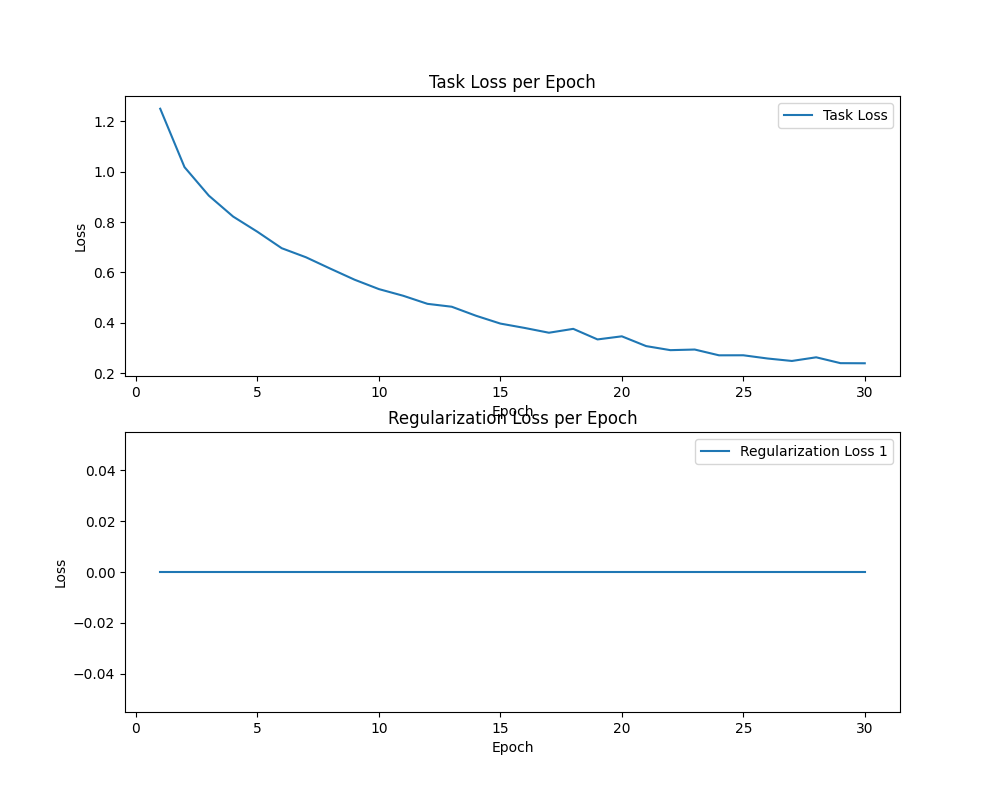 Task Loss per Epoch
Task Loss
1.2
1.0
0.8
0.6
0.4
0.2
Loss
0 5 10 15 20 25 30
Epoch
Regularization Loss per Epoch
Regularization Loss 1
0.04
0.02
0.00
−0.02
−0.04
Loss
0 5 10 15 20 25 30
Epoch